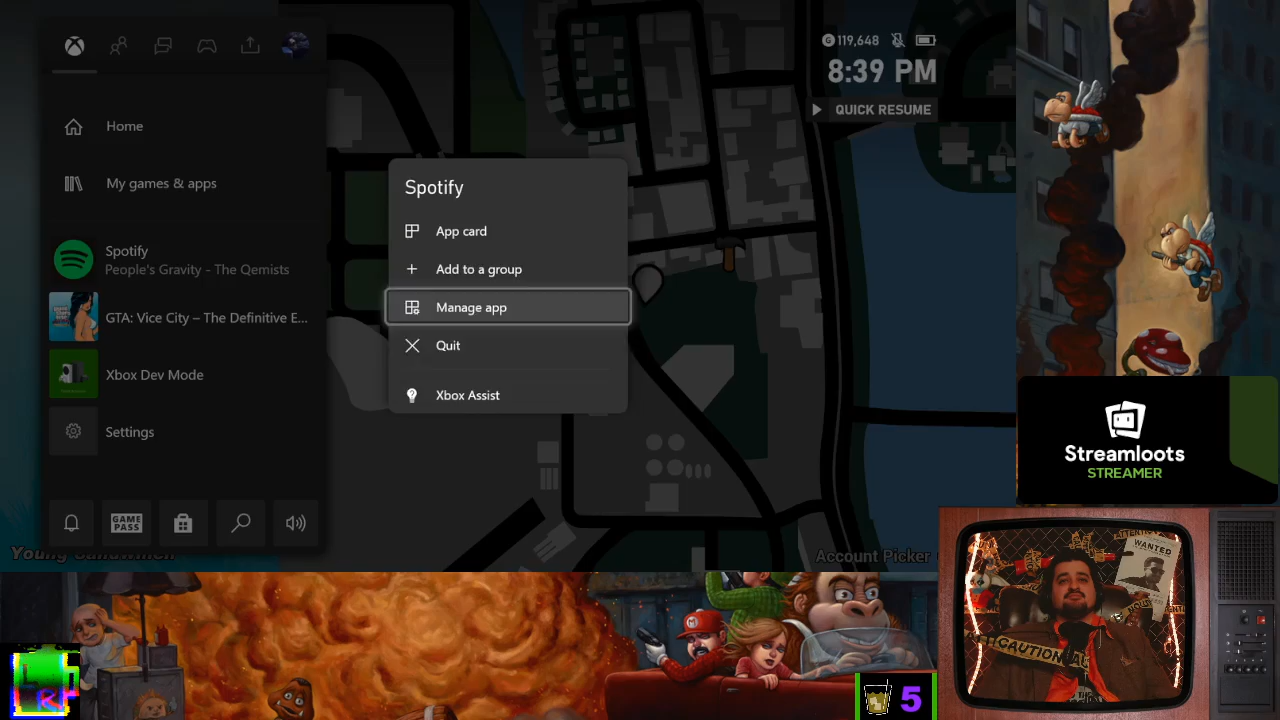 119,648
8:39 PM
QUICK RESUME
Home
My games & apps
Spotify
People's Gravity - The Qemists
GTA: Vice City – The Definitive E...
Xbox Dev Mode
Settings
GAME
PASS
Spotify
App card
Add to a group
Manage app
Quit
Xbox Assist
Young Sandwhich
Account Picker
Streamloots
STREAMER
WANTED
CAUTION
5